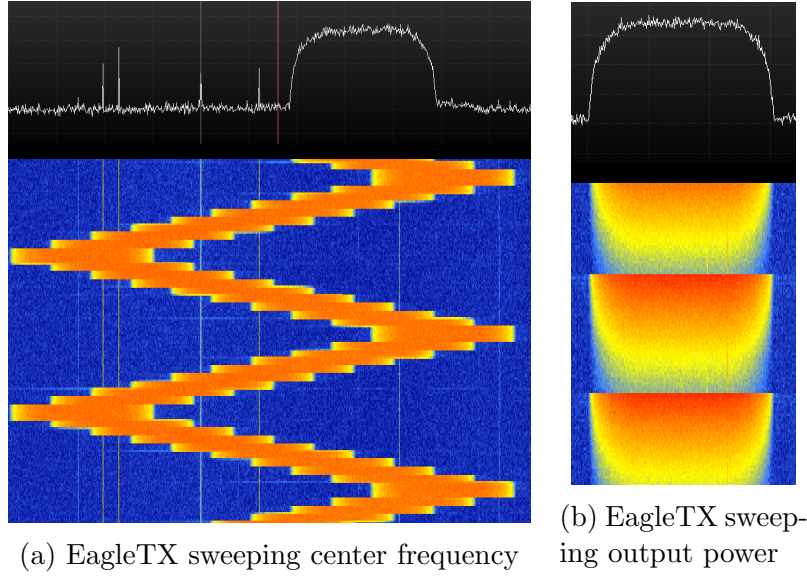 (a) EagleTX sweeping center frequency
(b) EagleTX sweep-
ing output power